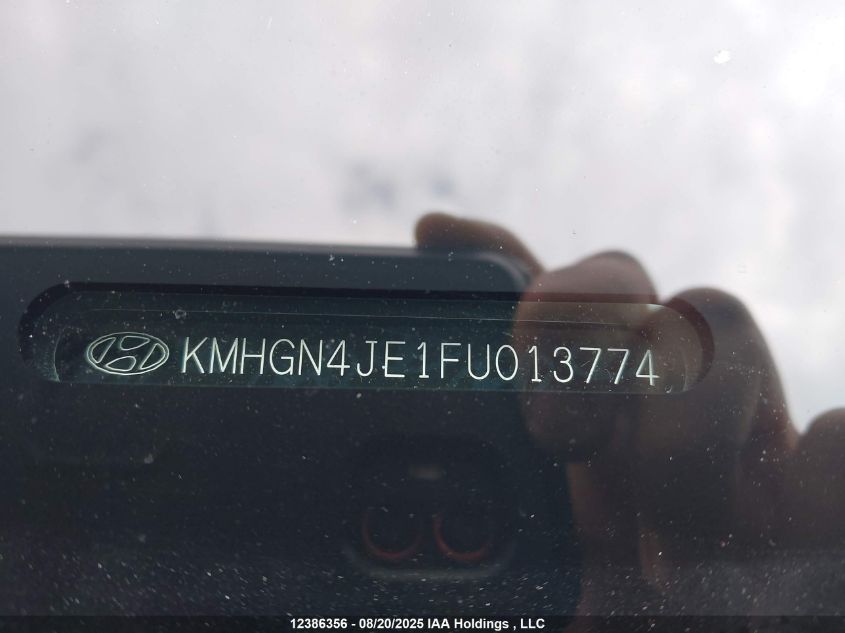 KMHGN4JE1FU013774
12386356 - 08/20/2025 IAA Holdings , LLC